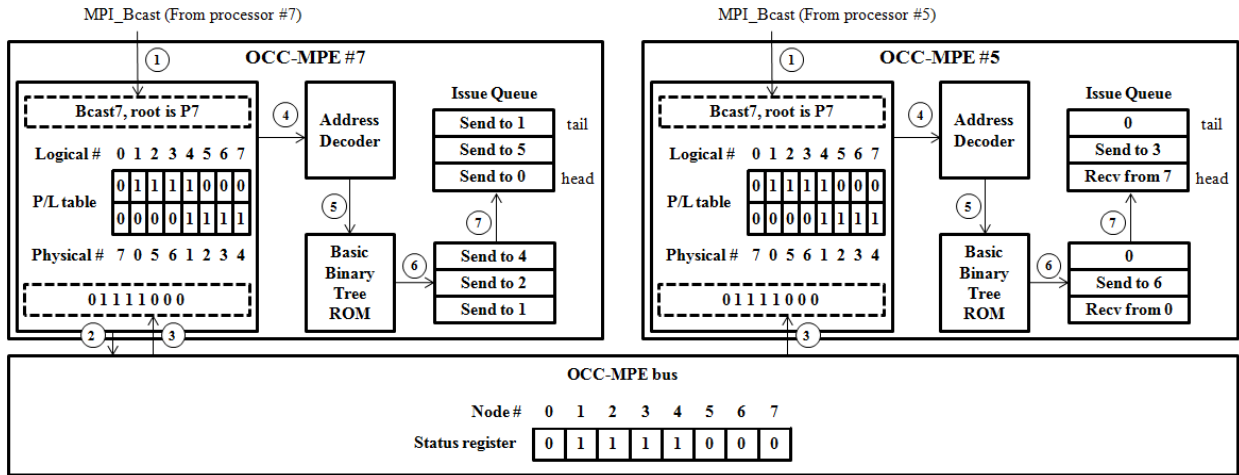 MPI_Bcast (From processor #7)
OCC-MPE #7
1
Bcast7, root is P7
4
Address
Decoder
Issue Queue
Send to 1 tail
Send to 5
Send to 0 head
Logical # 0 1 2 3 4 5 6 7
P/L table
0 1 1 1 1 0 0 0
0 0 0 0 1 1 1 1
Physical # 7 0 5 6 1 2 3 4
0 1 1 1 1 0 0 0
5
7
Basic
Binary
Tree
ROM
6
Send to 4
Send to 2
Send to 1
2
3
MPI_Bcast (From processor #5)
OCC-MPE #5
1
Bcast7, root is P7
4
Address
Decoder
Issue Queue
0 tail
Send to 3
Recv from 7 head
Logical # 0 1 2 3 4 5 6 7
P/L table
0 1 1 1 1 0 0 0
0 0 0 0 1 1 1 1
Physical # 7 0 5 6 1 2 3 4
0 1 1 1 1 0 0 0
5
7
Basic
Binary
Tree
ROM
6
0
Send to 6
Recv from 0
3
OCC-MPE bus
Node # 0 1 2 3 4 5 6 7
Status register 0 1 1 1 1 0 0 0